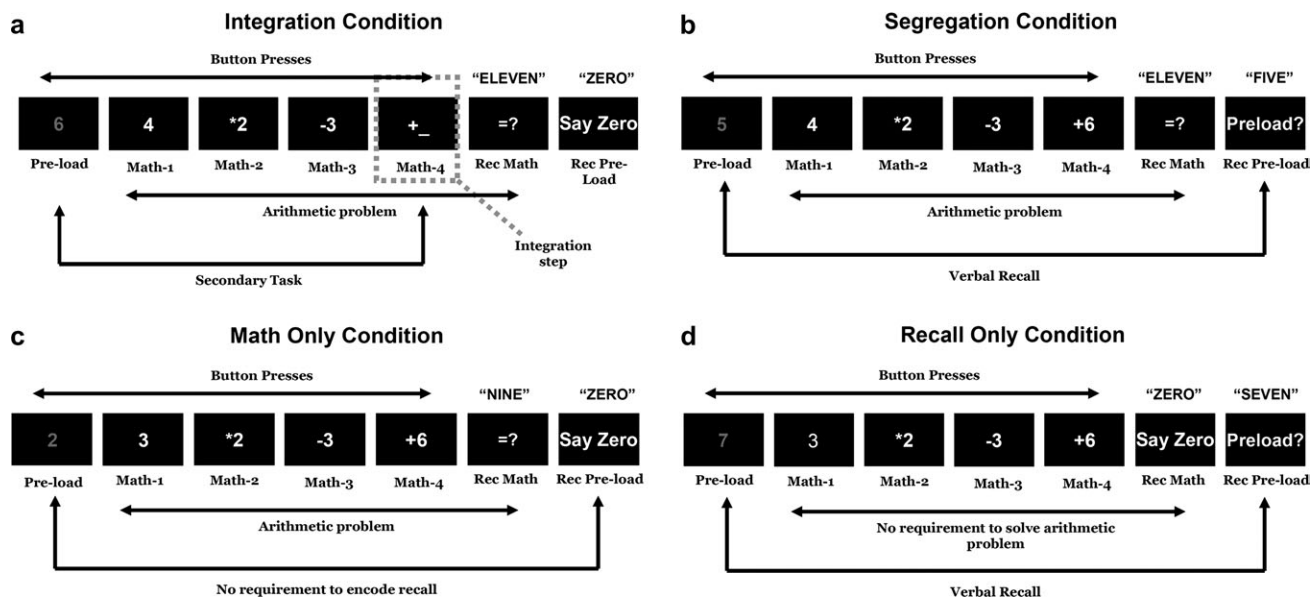 a
Integration Condition
Button Presses
"ELEVEN" "ZERO"
6 4 *2 -3 +_ =? Say Zero
Pre-load Math-1 Math-2 Math-3 Math-4 Rec Math Rec Pre-
Load
Arithmetic problem
Integration
step
Secondary Task
b
Segregation Condition
Button Presses
"ELEVEN" "FIVE"
5 4 *2 -3 +6 =? Preload?
Pre-load Math-1 Math-2 Math-3 Math-4 Rec Math Rec Pre-load
Arithmetic problem
Verbal Recall
c
Math Only Condition
Button Presses
"NINE" "ZERO"
2 3 *2 -3 +6 =? Say Zero
Pre-load Math-1 Math-2 Math-3 Math-4 Rec Math Rec Pre-load
Arithmetic problem
No requirement to encode recall
d
Recall Only Condition
Button Presses
"ZERO" "SEVEN"
7 3 *2 -3 +6 Say Zero Preload?
Pre-load Math-1 Math-2 Math-3 Math-4 Rec Math Rec Pre-load
No requirement to solve arithmetic
problem
Verbal Recall